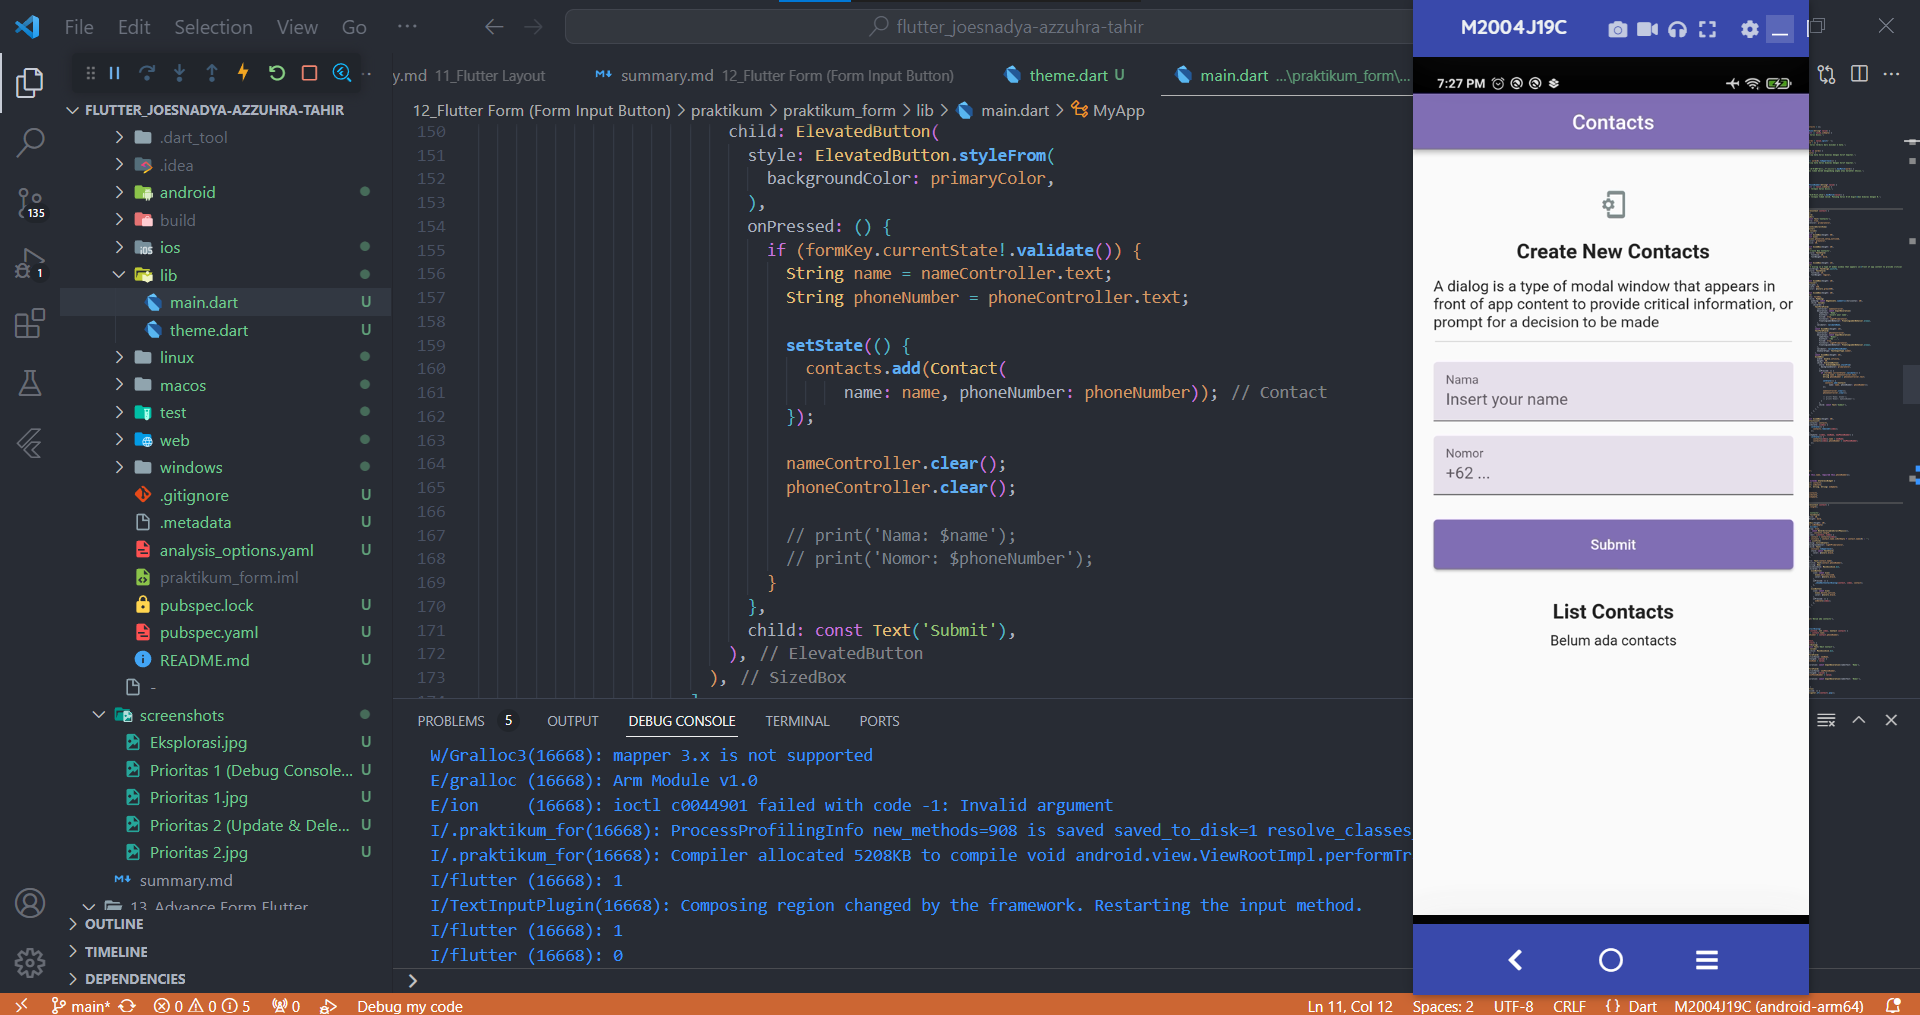 File Edit Selection View Go ···
flutter_joesnadya-azzuhra-tahir
y.md 11_Flutter Layout
summary.md 12_Flutter Form (Form Input Button)
theme.dart U
main.dart ...\praktikum_form\...
FLUTTER_JOESNADYA-AZZUHRA-TAHIR
.dart_tool
.idea
android
build
ios
lib
main.dart U
theme.dart U
linux
macos
test
web
windows
.gitignore U
.metadata U
analysis_options.yaml U
praktikum_form.iml
pubspec.lock U
pubspec.yaml U
README.md U
-
screenshots
Eksplorasi.jpg U
Prioritas 1 (Debug Console... U
Prioritas 1.jpg U
Prioritas 2 (Update & Dele... U
Prioritas 2.jpg U
summary.md
13_Advance Form Flutter
OUTLINE
TIMELINE
DEPENDENCIES
135
1
12_Flutter Form (Form Input Button) > praktikum > praktikum_form > lib > main.dart > MyApp
150 child: ElevatedButton(
151 style: ElevatedButton.styleFrom(
152 backgroundColor: primaryColor,
153 ),
154 onPressed: () {
155 if (formKey.currentState!.validate()) {
156 String name = nameController.text;
157 String phoneNumber = phoneController.text;
158
159 setState(() {
160 contacts.add(Contact(
161 name: name, phoneNumber: phoneNumber)); // Contact
162 });
163
164 nameController.clear();
165 phoneController.clear();
166
167 // print('Nama: $name');
168 // print('Nomor: $phoneNumber');
169 }
170 },
171 child: const Text('Submit'),
172 ), // ElevatedButton
173 ), // SizedBox
PROBLEMS 5 OUTPUT DEBUG CONSOLE TERMINAL PORTS
W/Gralloc3(16668): mapper 3.x is not supported
E/gralloc (16668): Arm Module v1.0
E/ion     (16668): ioctl c0044901 failed with code -1: Invalid argument
I/.praktikum_for(16668): ProcessProfilingInfo new_methods=908 is saved saved_to_disk=1 resolve_classes
I/.praktikum_for(16668): Compiler allocated 5208KB to compile void android.view.ViewRootImpl.performTr
I/flutter (16668): 1
I/TextInputPlugin(16668): Composing region changed by the framework. Restarting the input method.
I/flutter (16668): 1
I/flutter (16668): 0
M2004J19C
7:27 PM
Contacts
Create New Contacts
A dialog is a type of modal window that appears in
front of app content to provide critical information, or
prompt for a decision to be made
Nama
Insert your name
Nomor
+62 ...
Submit
List Contacts
Belum ada contacts
main* 0 0 5 0 Debug my code
Ln 11, Col 12 Spaces: 2 UTF-8 CRLF { } Dart M2004J19C (android-arm64)